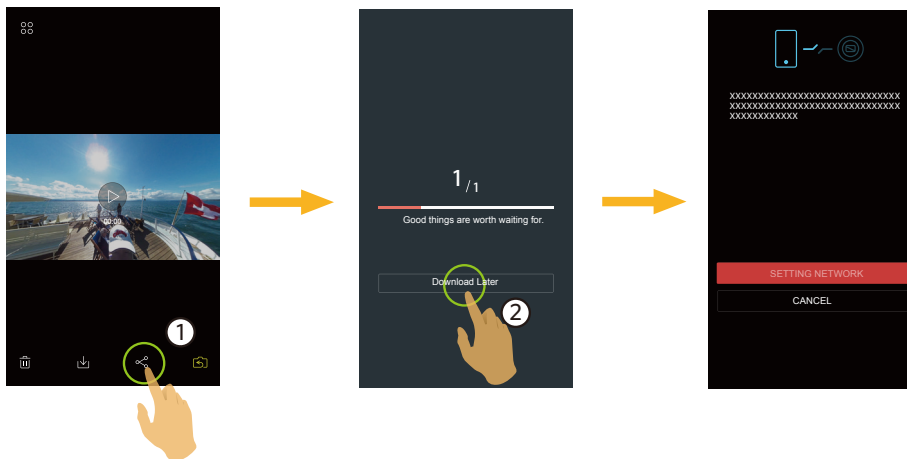 00:00
1
1/1
Good things are worth waiting for.
Download Later
2
XXXXXXXXXXXXXXXXXXXXXXXXXXXXXX
XXXXXXXXXXXXXXXXXXXXXXXXXXXXXX
XXXXXXXXXXXX
SETTING NETWORK
CANCEL